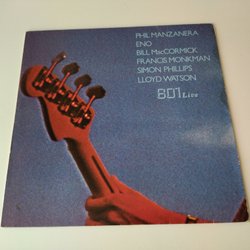 PHIL MANZANERA
ENO
BILL MacCORMICK
FRANCIS MONKMAN
SIMON PHILLIPS
LLOYD WATSON
801 Live